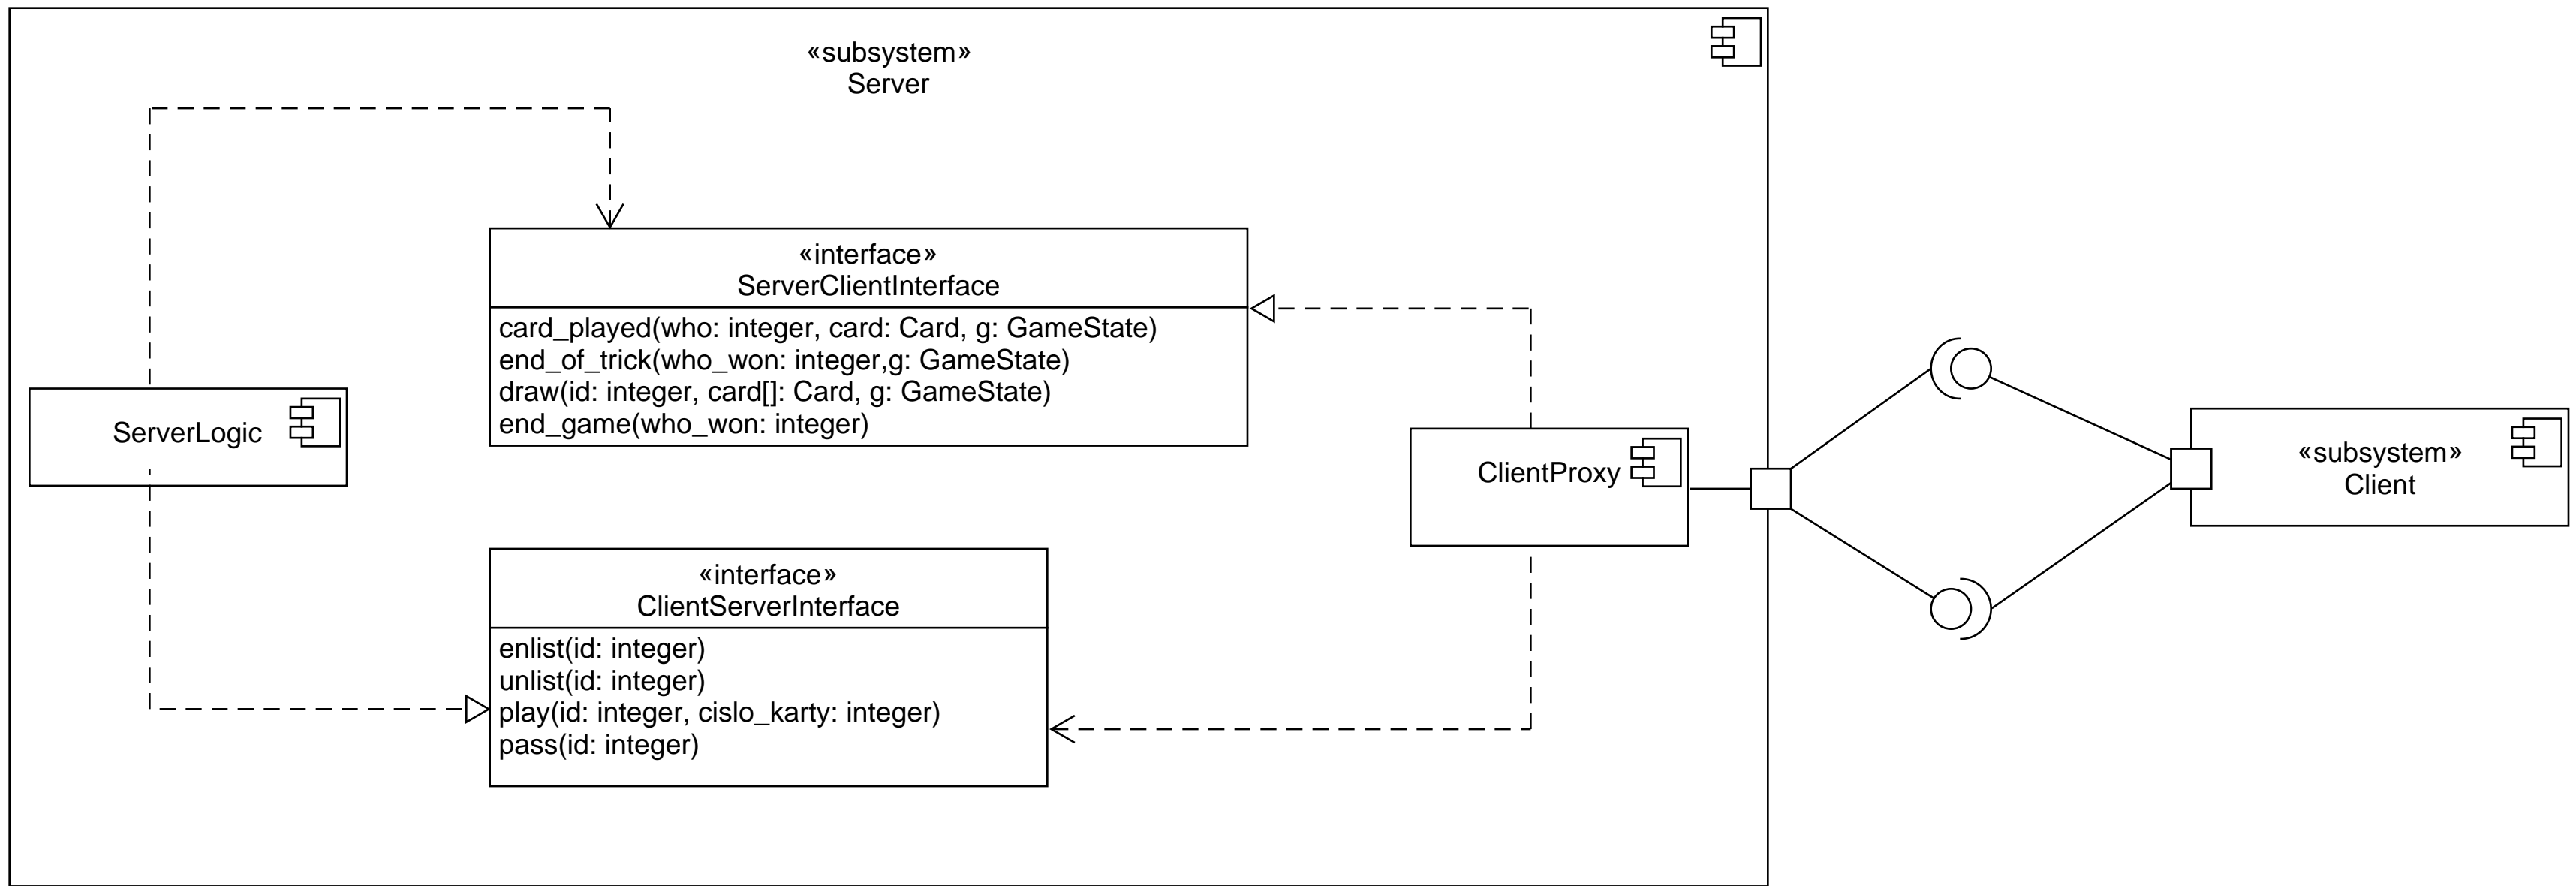 «subsystem»
Server
«interface»
ServerClientInterface
card_played(who: integer, card: Card, g: GameState)
end_of_trick(who_won: integer,g: GameState)
draw(id: integer, card[]: Card, g: GameState)
end_game(who_won: integer)
ServerLogic
ClientProxy
«subsystem»
Client
«interface»
ClientServerInterface
enlist(id: integer)
unlist(id: integer)
play(id: integer, cislo_karty: integer)
pass(id: integer)